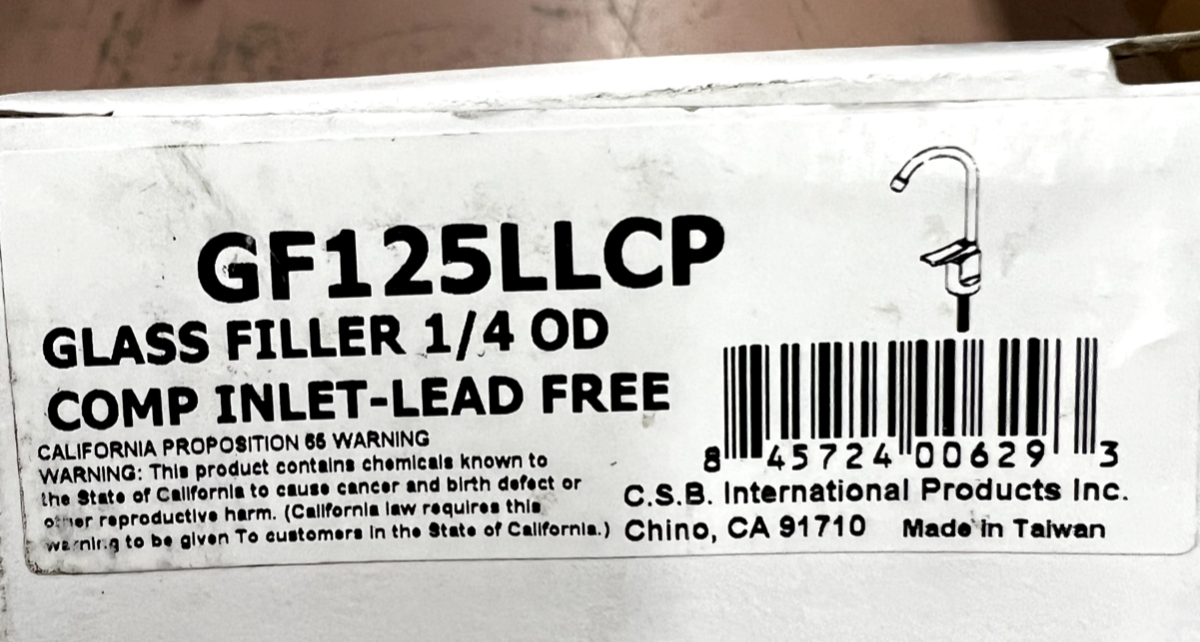 GF125LLCP
GLASS FILLER 1/4 OD
COMP INLET-LEAD FREE
CALIFORNIA PROPOSITION 65 WARNING
WARNING: This product contains chemicals known to
the State of California to cause cancer and birth defect or
other reproductive harm. (California law requires this
warning to be given To customers in the State of California.)
8 45724 00629 3
C.S.B. International Products Inc.
Chino, CA 91710 Made in Taiwan